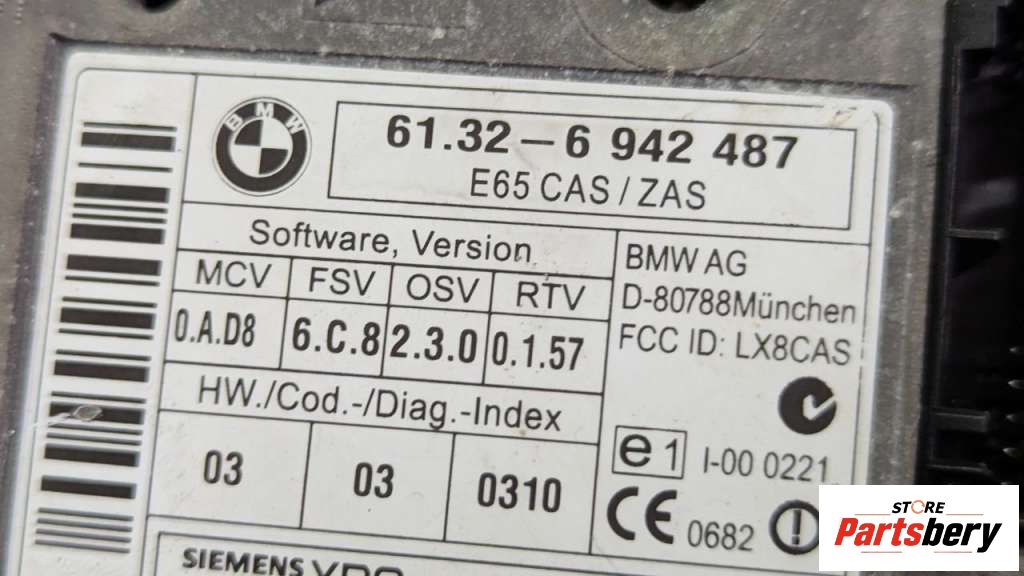 BMW
61.32–6 942 487
E65 CAS / ZAS
Software, Version
MCV FSV OSV RTV
0.A.D8 6.C.8 2.3.0 0.1.57
HW./Cod.-/Diag.-Index
03 03 0310
BMW AG
D-80788München
FCC ID: LX8CAS
e1 I-00 0221
CE 0682
SIEMENS VDO
STORE
Partsbery